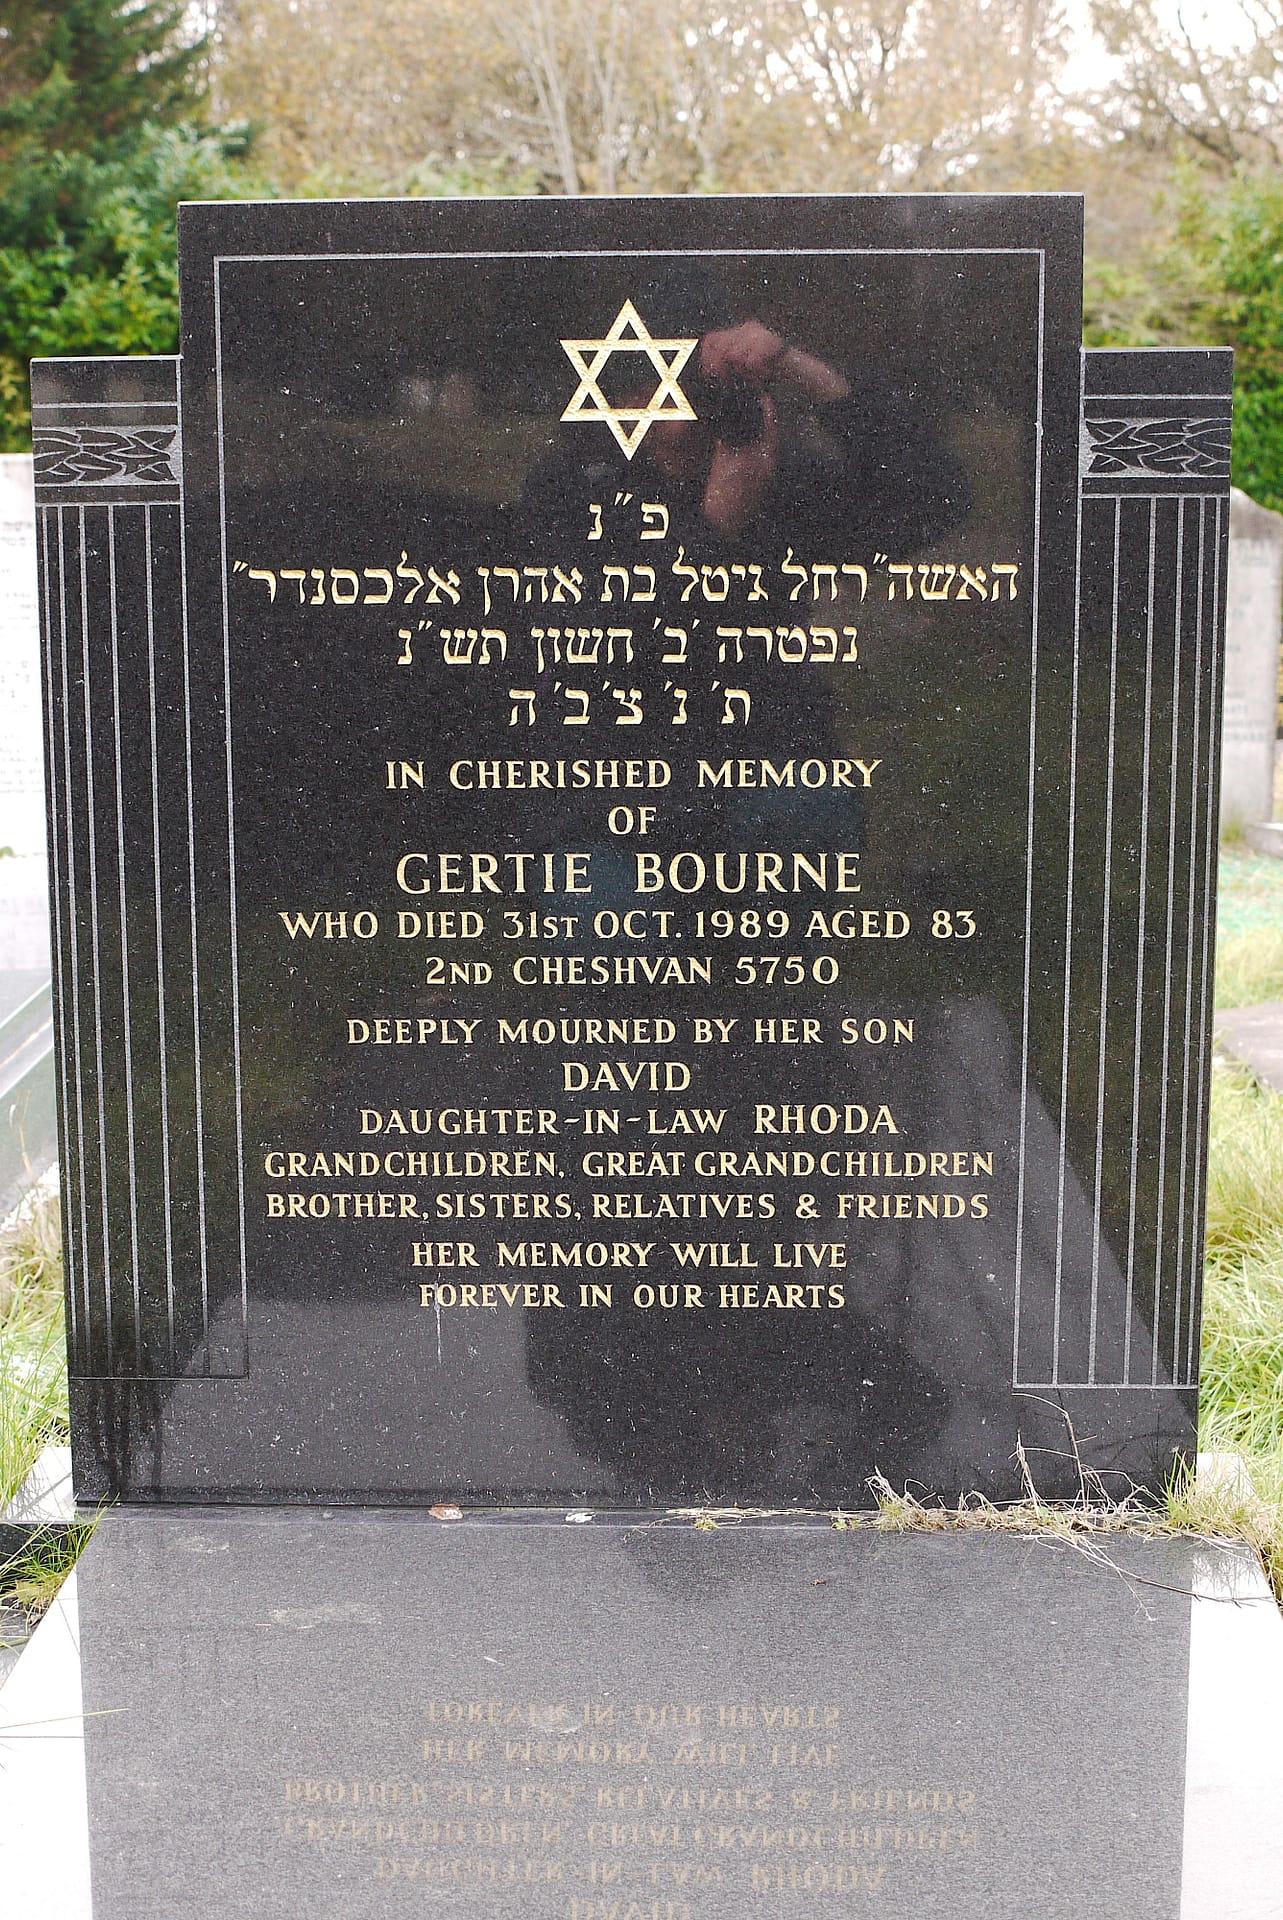 פ״נ
האשה״רחל גיטל בת אהרן אלכסנדר״
נפטרה ׳ב׳ חשון תש״נ
ת׳ נ׳ צ׳ ב׳ ה
IN CHERISHED MEMORY
OF
GERTIE BOURNE
WHO DIED 31ST OCT. 1989 AGED 83
2ND CHESHVAN 5750
DEEPLY MOURNED BY HER SON
DAVID
DAUGHTER-IN-LAW RHODA
GRANDCHILDREN, GREAT GRANDCHILDREN
BROTHER, SISTERS, RELATIVES & FRIENDS
HER MEMORY WILL LIVE
FOREVER IN OUR HEARTS